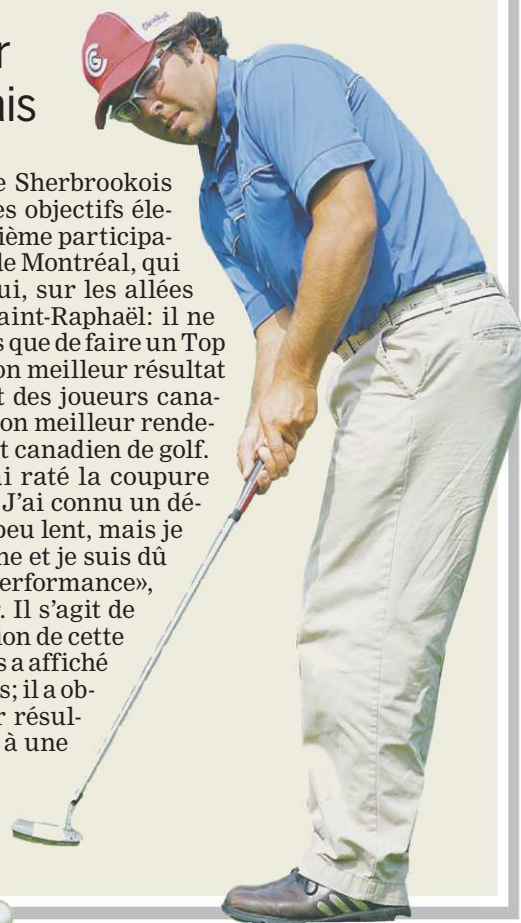 r
is
e Sherbrookois
es objectifs éle-
ième participa-
de Montréal, qui
ui, sur les allées
aint-Raphaël: il ne
s que de faire un Top
on meilleur résultat
t des joueurs cana-
on meilleur rende-
t canadien de golf.
i raté la coupure
J'ai connu un dé-
peu lent, mais je
ne et je suis dû
erformance»,
r. Il s'agit de
ion de cette
s a affiché
s; il a ob-
r résul-
à une